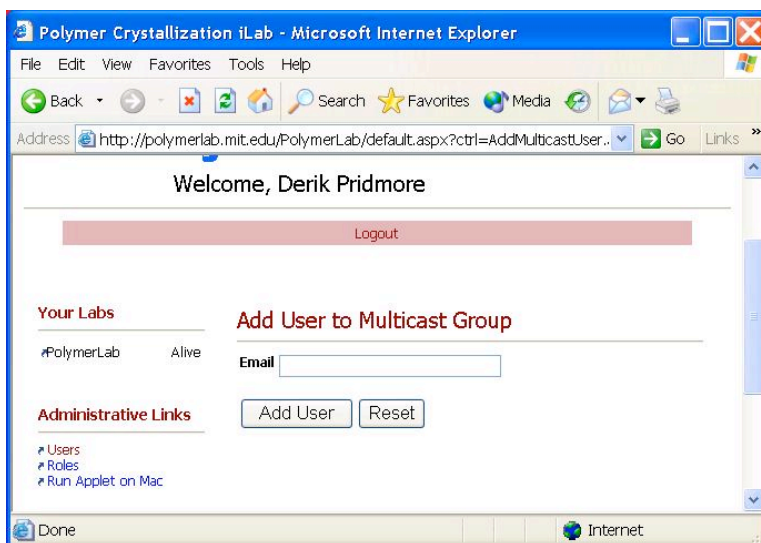 Polymer Crystallization iLab - Microsoft Internet Explorer
File Edit View Favorites Tools Help
Back Search Favorites Media
Address http://polymerlab.mit.edu/PolymerLab/default.aspx?ctrl=AddMulticastUser.. Go Links »
Welcome, Derik Pridmore
Logout
Your Labs
PolymerLab Alive
Add User to Multicast Group
Email
Add User Reset
Administrative Links
Users
Roles
Run Applet on Mac
Done Internet